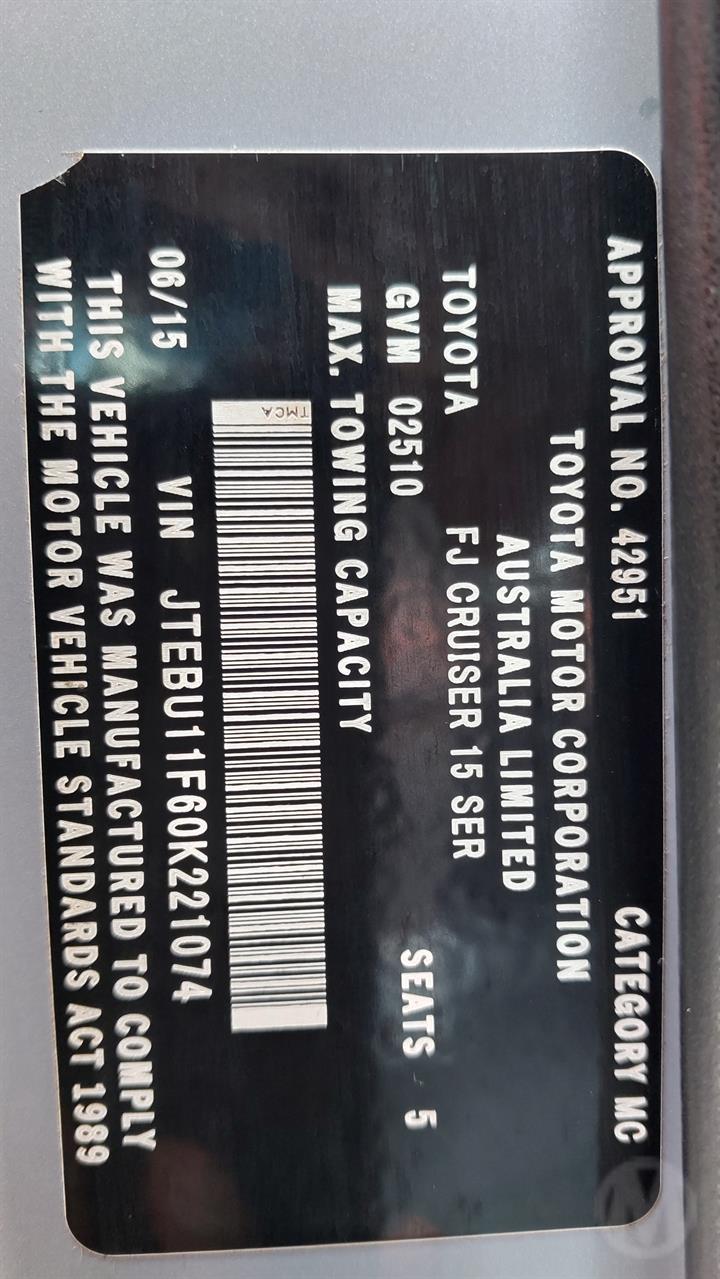 APPROVAL NO. 42951 CATEGORY MC
TOYOTA MOTOR CORPORATION
AUSTRALIA LIMITED
TOYOTA FJ CRUISER 15 SER
GVM 02510 SEATS 5
MAX. TOWING CAPACITY
TMCA
06/15 VIN JTEBU11F60K221074
THIS VEHICLE WAS MANUFACTURED TO COMPLY
WITH THE MOTOR VEHICLE STANDARDS ACT 1989
M